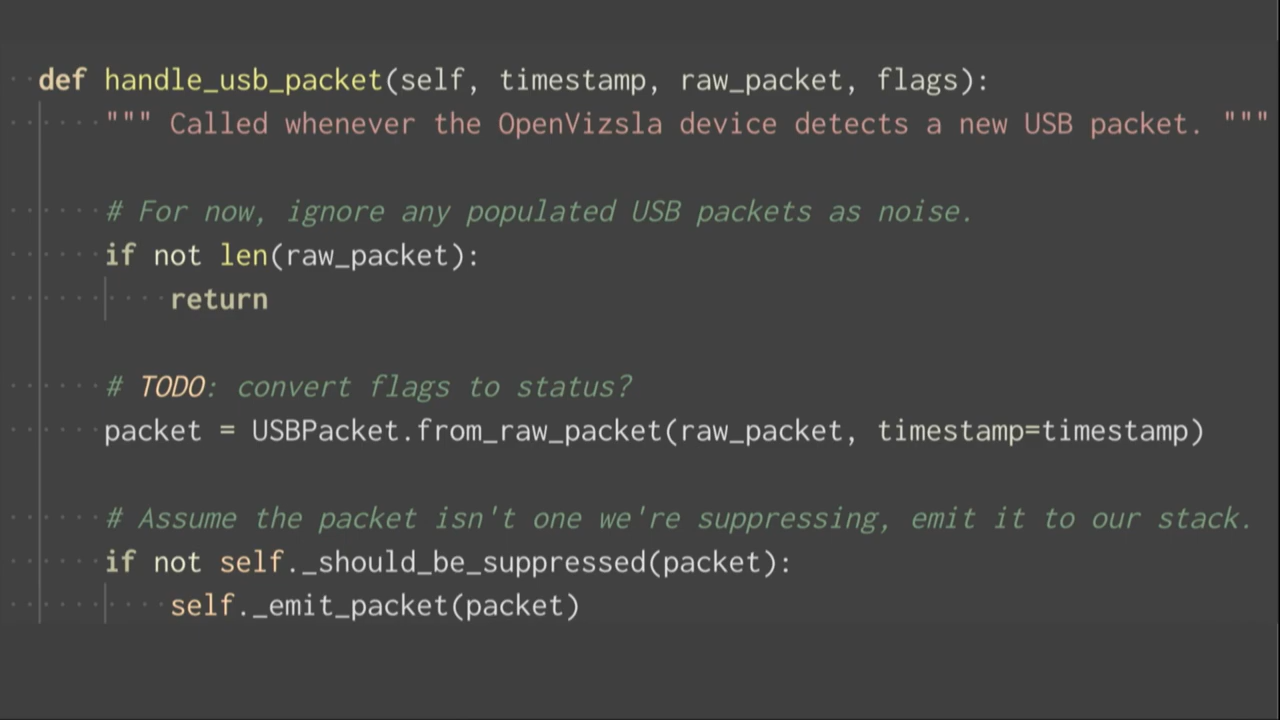 def handle_usb_packet(self, timestamp, raw_packet, flags):
""" Called whenever the OpenVizsla device detects a new USB packet. """
# For now, ignore any populated USB packets as noise.
if not len(raw_packet):
return
# TODO: convert flags to status?
packet = USBPacket.from_raw_packet(raw_packet, timestamp=timestamp)
# Assume the packet isn't one we're suppressing, emit it to our stack.
if not self._should_be_suppressed(packet):
self._emit_packet(packet)